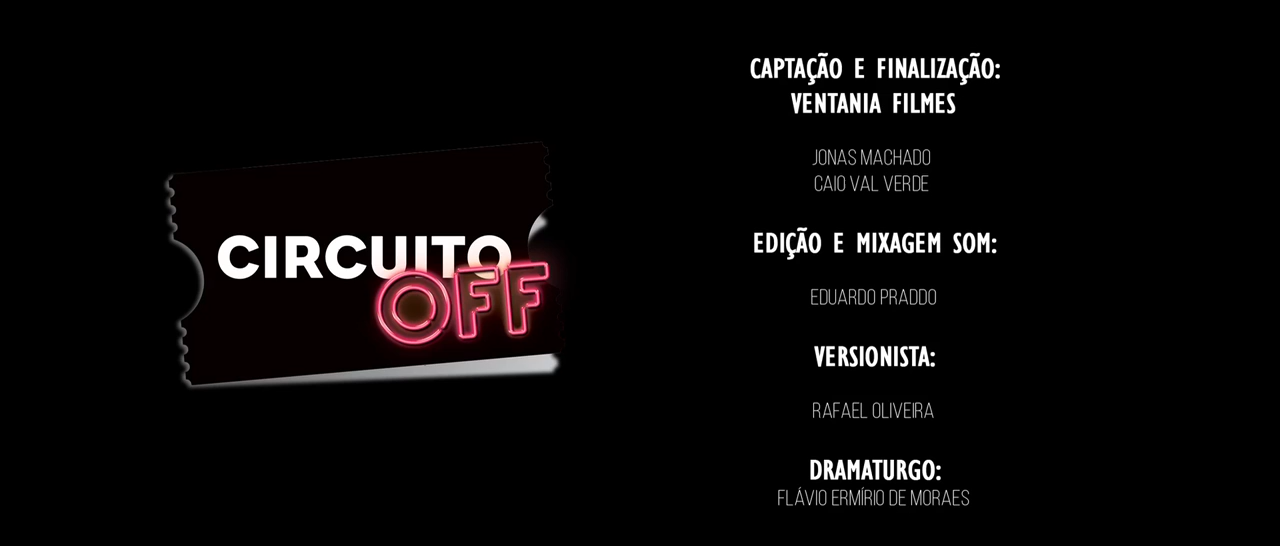 CIRCUITO
OFF
CAPTAÇÃO E FINALIZAÇÃO:
VENTANIA FILMES
JONAS MACHADO
CAIO VAL VERDE
EDIÇÃO E MIXAGEM SOM:
EDUARDO PRADDO
VERSIONISTA:
RAFAEL OLIVEIRA
DRAMATURGO:
FLÁVIO ERMÍRIO DE MORAES